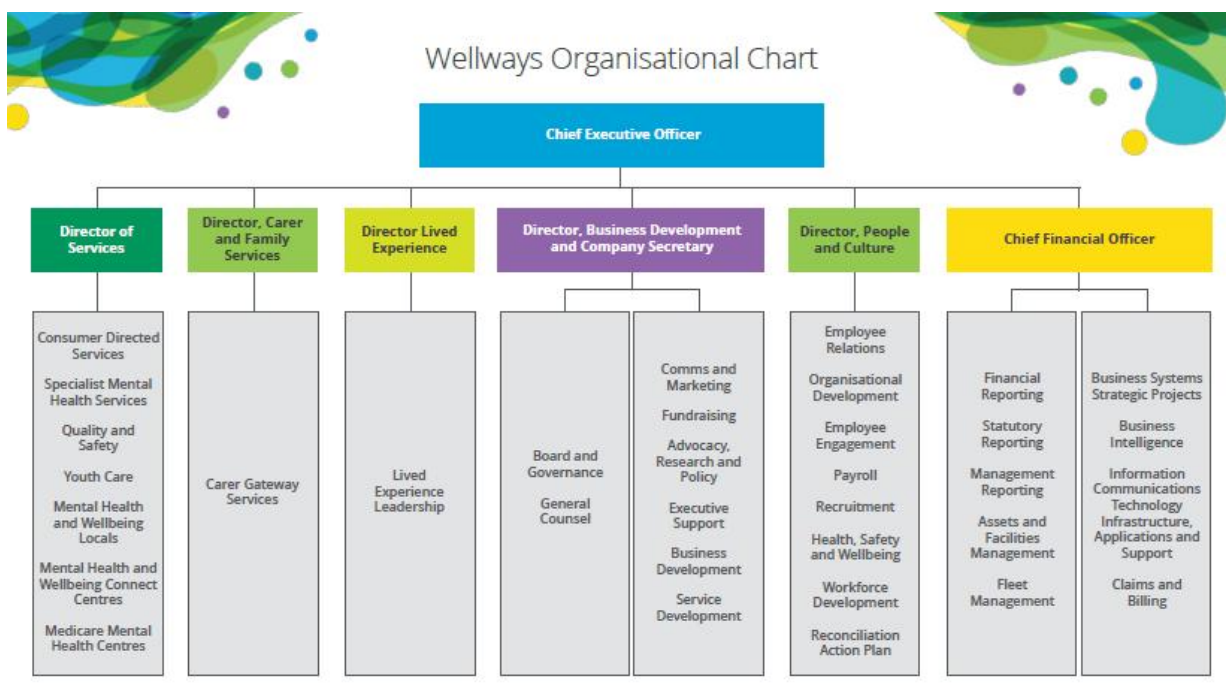 Wellways Organisational Chart
Chief Executive Officer
Director of
Services
Director, Carer
and Family
Services
Director Lived
Experience
Director, Business Development
and Company Secretary
Director, People
and Culture
Chief Financial Officer
Consumer Directed
Services
Specialist Mental
Health Services
Quality and
Safety
Youth Care
Mental Health
and Wellbeing
Locals
Mental Health and
Wellbeing Connect
Centres
Medicare Mental
Health Centres
Carer Gateway
Services
Lived
Experience
Leadership
Board and
Governance
General
Counsel
Comms and
Marketing
Fundraising
Advocacy,
Research and
Policy
Executive
Support
Business
Development
Service
Development
Employee
Relations
Organisational
Development
Employee
Engagement
Payroll
Recruitment
Health, Safety
and Wellbeing
Workforce
Development
Reconciliation
Action Plan
Financial
Reporting
Statutory
Reporting
Management
Reporting
Assets and
Facilities
Management
Fleet
Management
Business Systems
Strategic Projects
Business
Intelligence
Information
Communications
Technology
Infrastructure,
Applications and
Support
Claims and
Billing